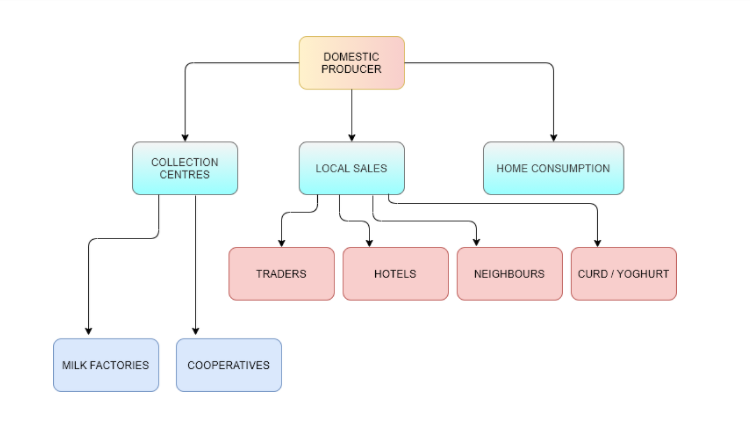 DOMESTIC
PRODUCER
COLLECTION
CENTRES
LOCAL SALES
HOME CONSUMPTION
TRADERS
HOTELS
NEIGHBOURS
CURD / YOGHURT
MILK FACTORIES
COOPERATIVES